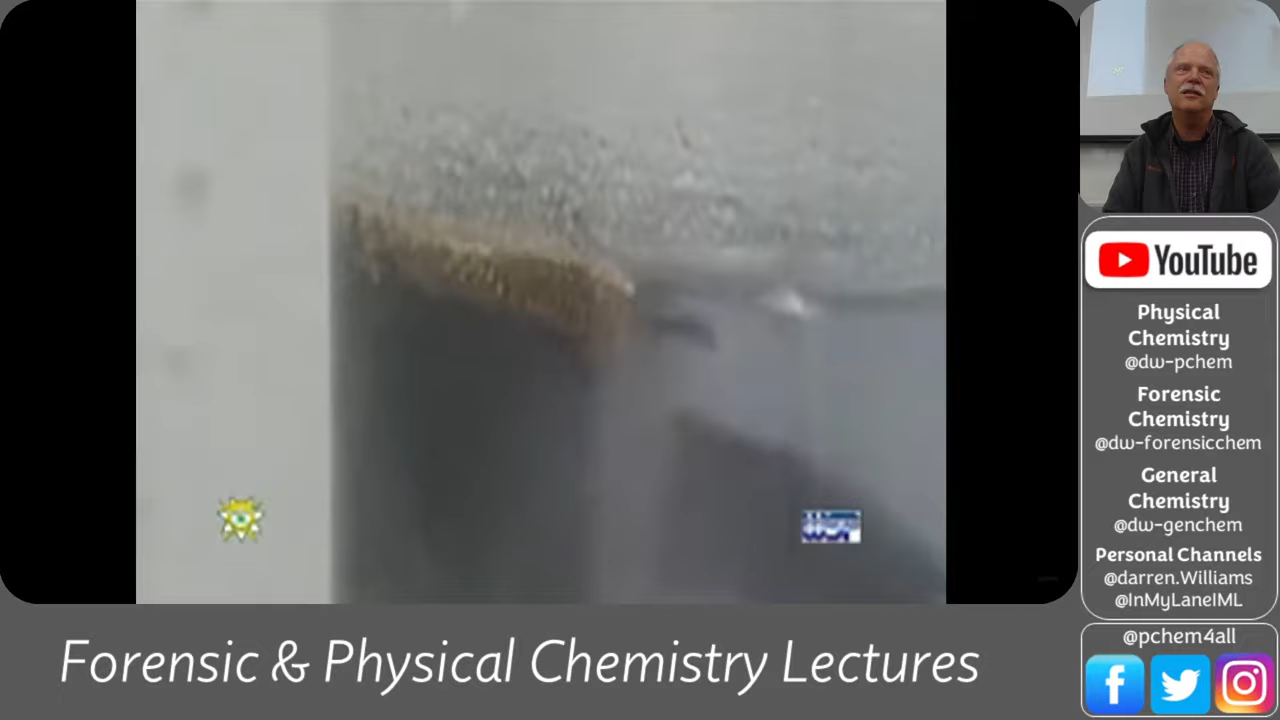 YouTube
Physical
Chemistry
@dw-pchem
Forensic
Chemistry
@dw-forensicchem
General
Chemistry
@dw-genchem
Personal Channels
@darren.Williams
@InMyLaneIML
@pchem4all
Forensic & Physical Chemistry Lectures